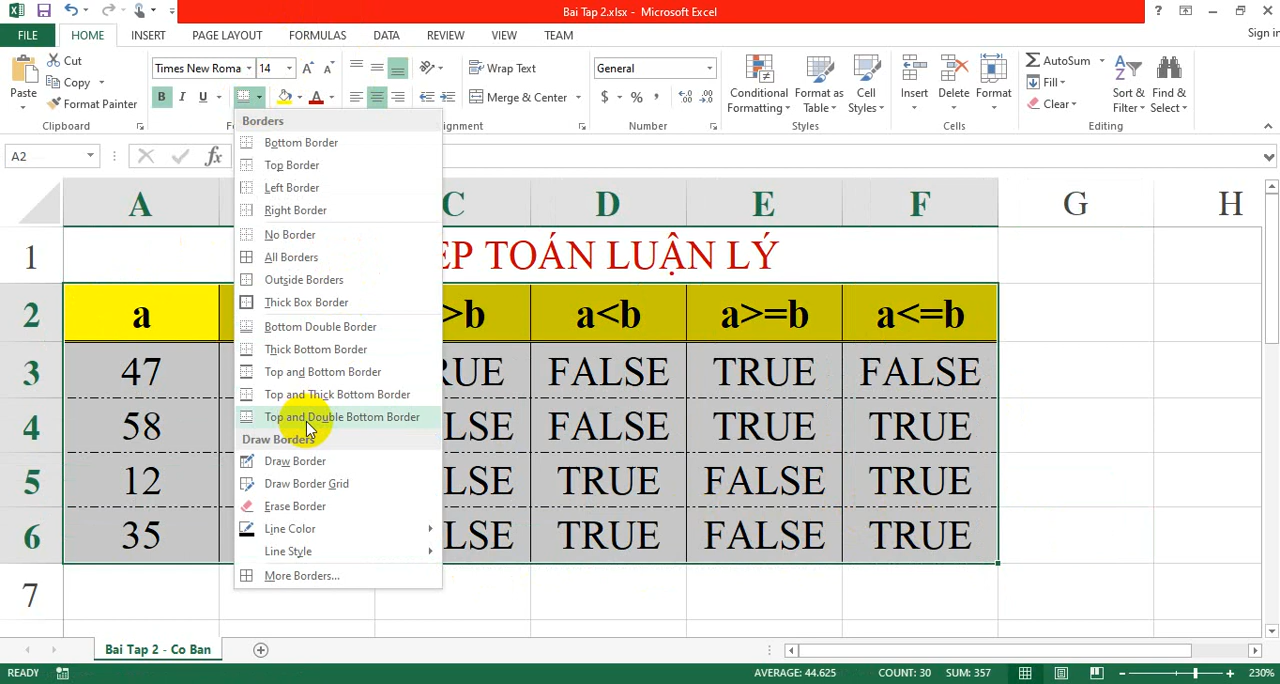 Bai Tap 2.xlsx - Microsoft Excel
?
FILE HOME INSERT PAGE LAYOUT FORMULAS DATA REVIEW VIEW TEAM
Sign in
Paste
Cut
Copy
Format Painter
Clipboard
Times New Roma 14 A A
B I U A
Wrap Text
Merge & Center
General
$ % ,
Number
Conditional Formatting
Format as Table
Cell Styles
Styles
Insert Delete Format
Cells
AutoSum
Fill
Clear
Sort & Filter
Find & Select
Editing
A2 fx
Borders
Bottom Border
Top Border
Left Border
Right Border
No Border
All Borders
Outside Borders
Thick Box Border
Bottom Double Border
Thick Bottom Border
Top and Bottom Border
Top and Thick Bottom Border
Top and Double Bottom Border
Draw Borders
Draw Border
Draw Border Grid
Erase Border
Line Color
Line Style
More Borders...
A C D E F G H
1 ÉP TOÁN LUẬN LÝ
2 a >b a<b a>=b a<=b
3 47 RUE FALSE TRUE FALSE
4 58 LSE FALSE TRUE TRUE
5 12 LSE TRUE FALSE TRUE
6 35 LSE TRUE FALSE TRUE
7
Bai Tap 2 - Co Ban
READY AVERAGE: 44.625 COUNT: 30 SUM: 357 230%